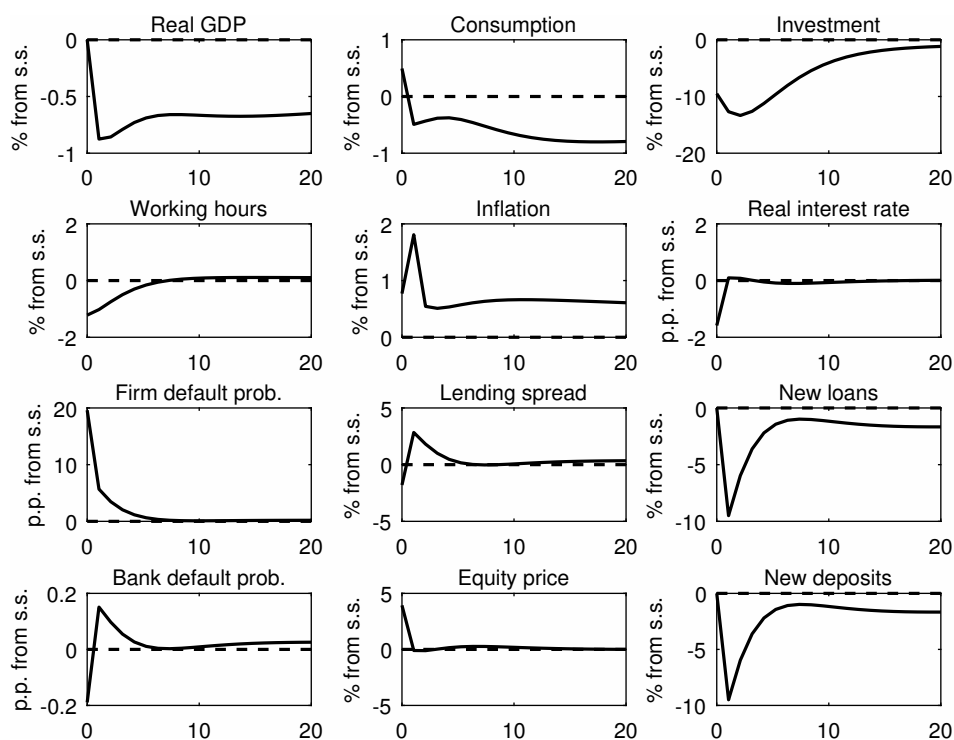 Real GDP
% from s.s.
0
-0.5
-1
0 10 20
Consumption
% from s.s.
1
0
-1
0 10 20
Investment
% from s.s.
0
-10
-20
0 10 20
Working hours
% from s.s.
2
0
-2
0 10 20
Inflation
% from s.s.
2
1
0
0 10 20
Real interest rate
p.p. from s.s.
2
0
-2
0 10 20
Firm default prob.
p.p. from s.s.
20
10
0
0 10 20
Lending spread
% from s.s.
5
0
-5
0 10 20
New loans
% from s.s.
0
-5
-10
0 10 20
Bank default prob.
p.p. from s.s.
0.2
0
-0.2
0 10 20
Equity price
% from s.s.
5
0
-5
0 10 20
New deposits
% from s.s.
0
-5
-10
0 10 20